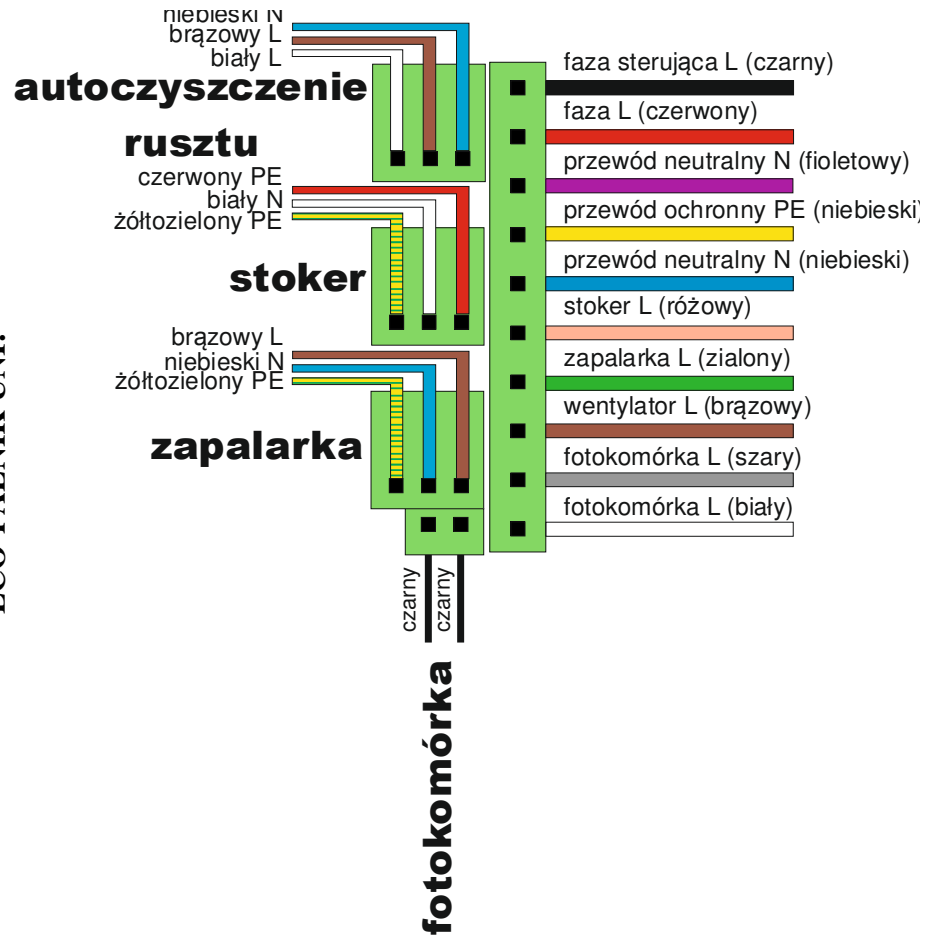 niebieski N
brązowy L
biały L
autoczyszczenie
rusztu
czerwony PE
biały N
żółtozielony PE
stoker
brązowy L
niebieski N
żółtozielony PE
zapalarka
czarny
czarny
fotokomórka
faza sterująca L (czarny)
faza L (czerwony)
przewód neutralny N (fioletowy)
przewód ochronny PE (niebieski)
przewód neutralny N (niebieski)
stoker L (różowy)
zapalarka L (zialony)
wentylator L (brązowy)
fotokomórka L (szary)
fotokomórka L (biały)